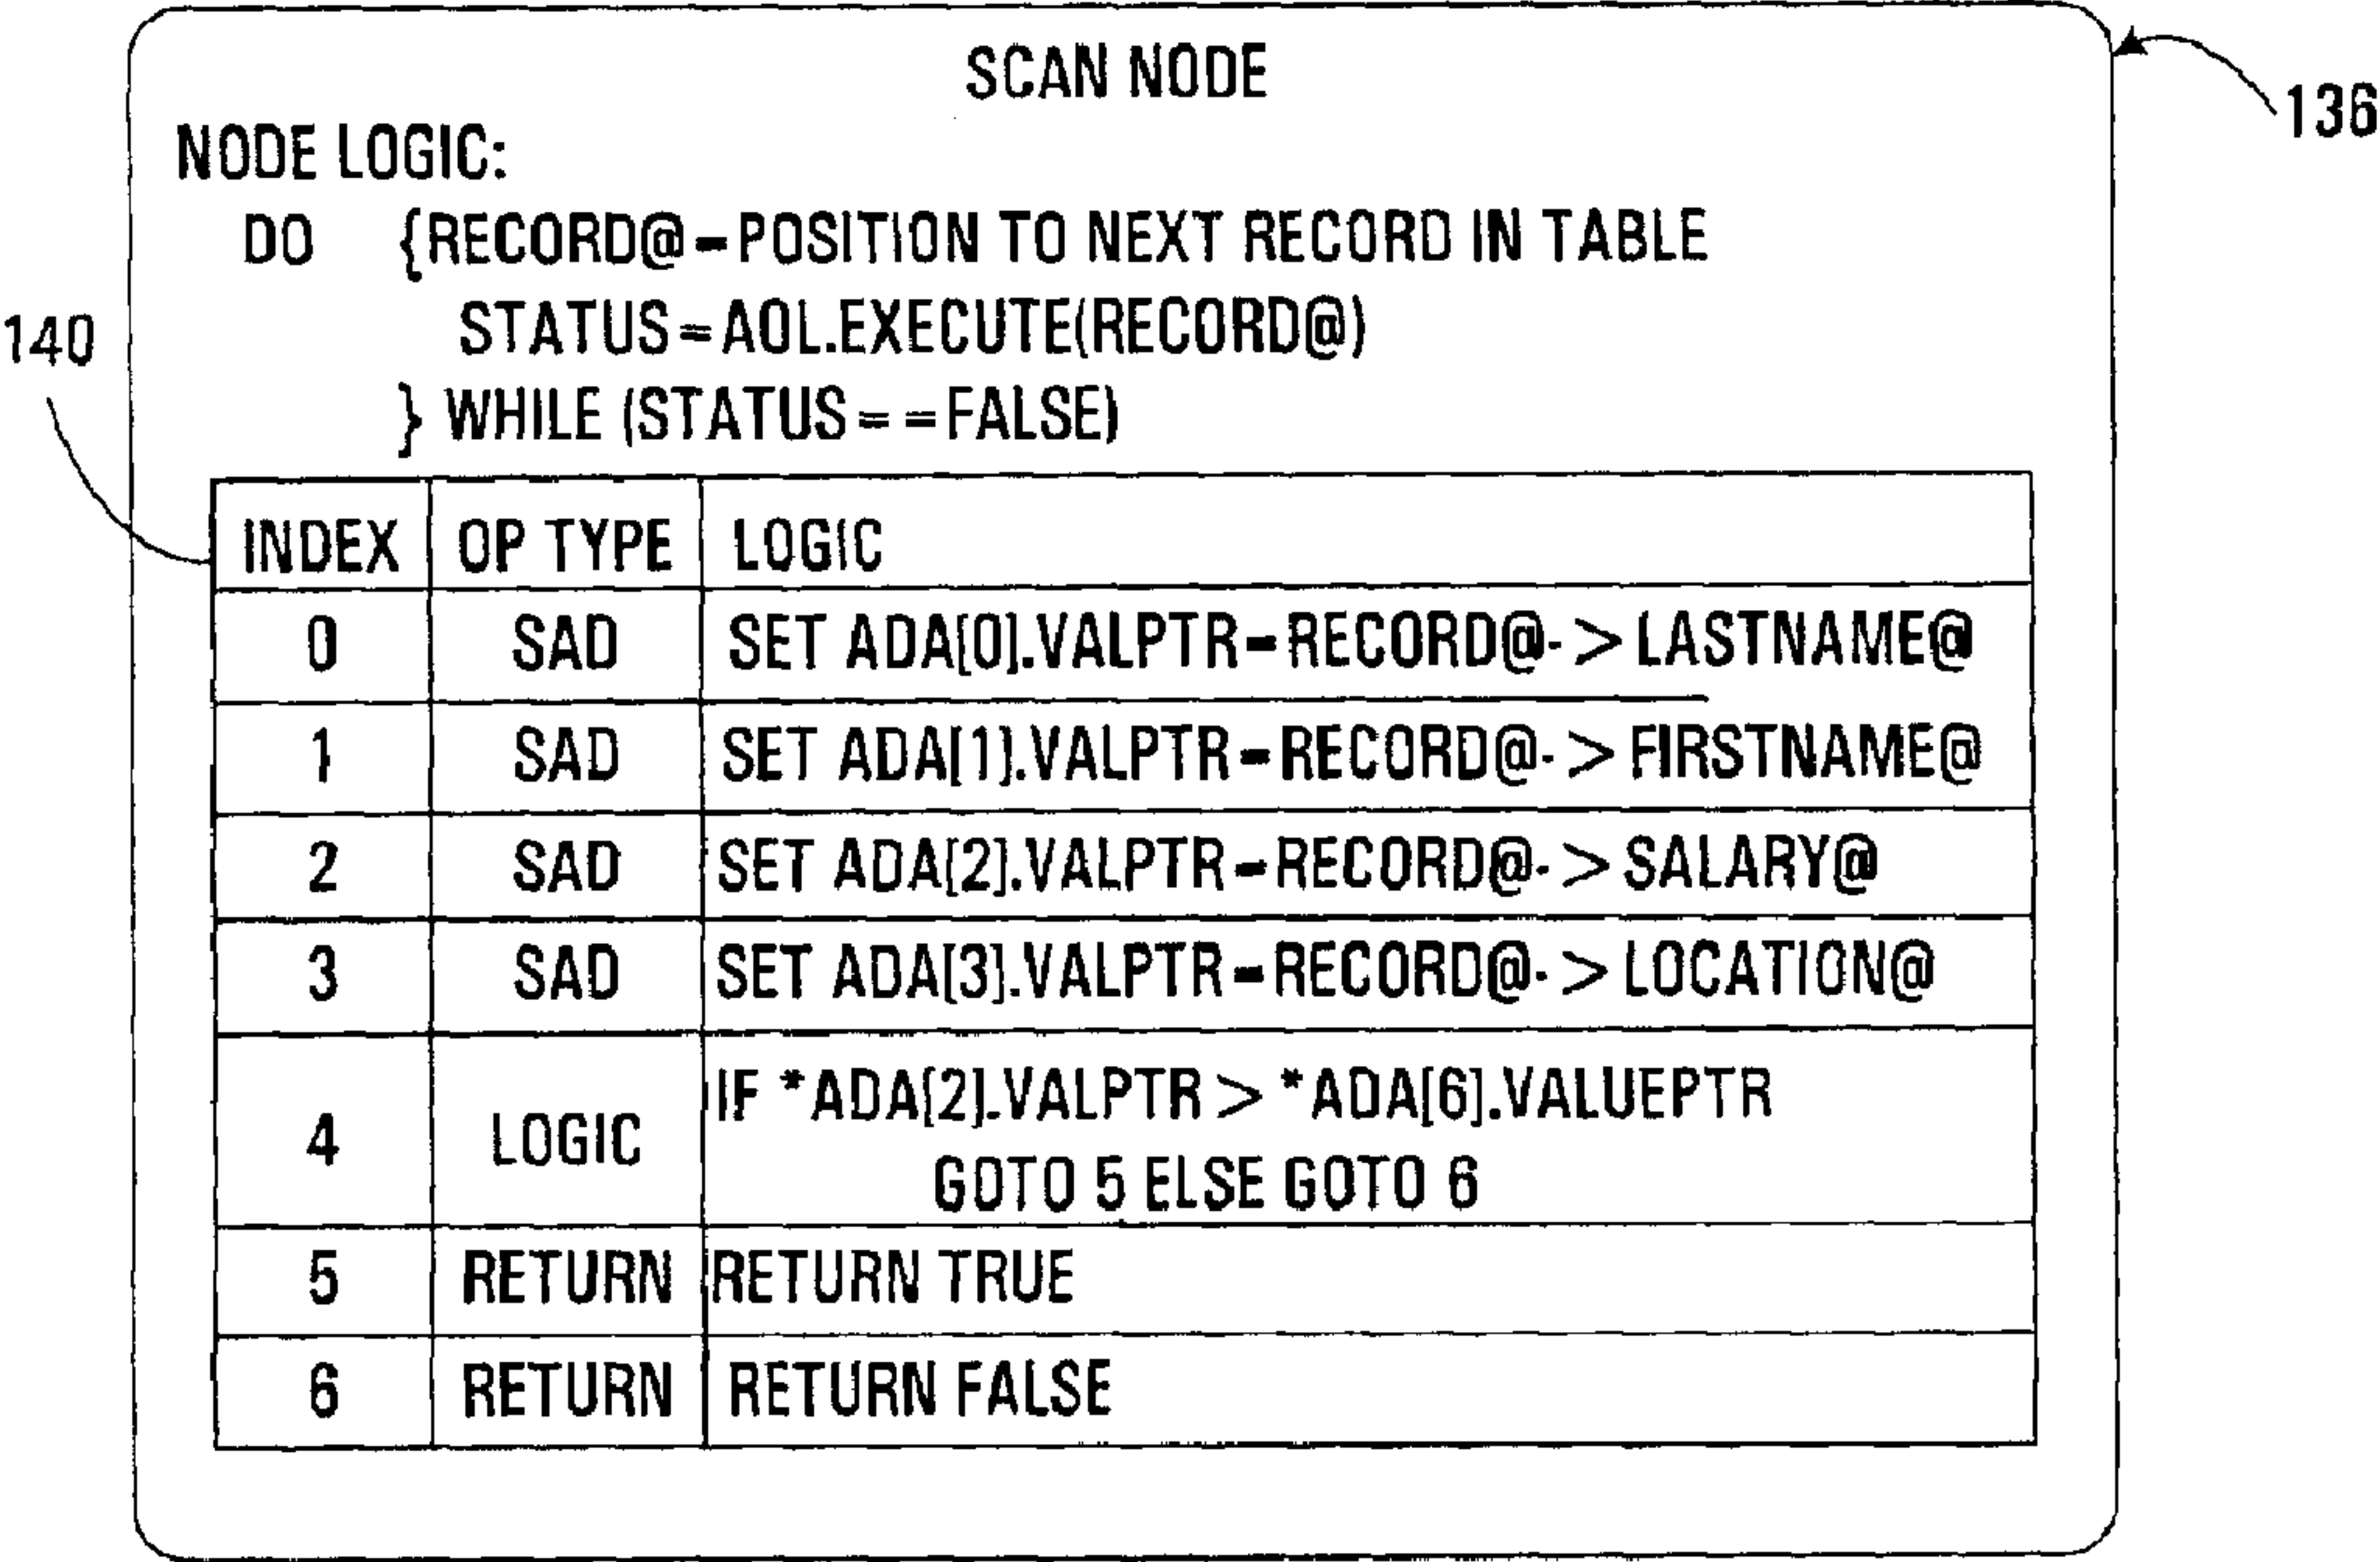 SCAN NODE
136
NODE LOGIC:
DO {RECORD@=POSITION TO NEXT RECORD IN TABLE
STATUS=AOL.EXECUTE(RECORD@)
140
} WHILE (STATUS==FALSE)
INDEX OP TYPE LOGIC
0 SAD SET ADA[0].VALPTR=RECORD@-> LASTNAME@
1 SAD SET ADA[1].VALPTR=RECORD@-> FIRSTNAME@
2 SAD SET ADA[2].VALPTR=RECORD@-> SALARY@
3 SAD SET ADA[3].VALPTR=RECORD@-> LOCATION@
IF *ADA[2].VALPTR > *ADA[6].VALUEPTR
4 LOGIC
GOTO 5 ELSE GOTO 6
5 RETURN RETURN TRUE
6 RETURN RETURN FALSE